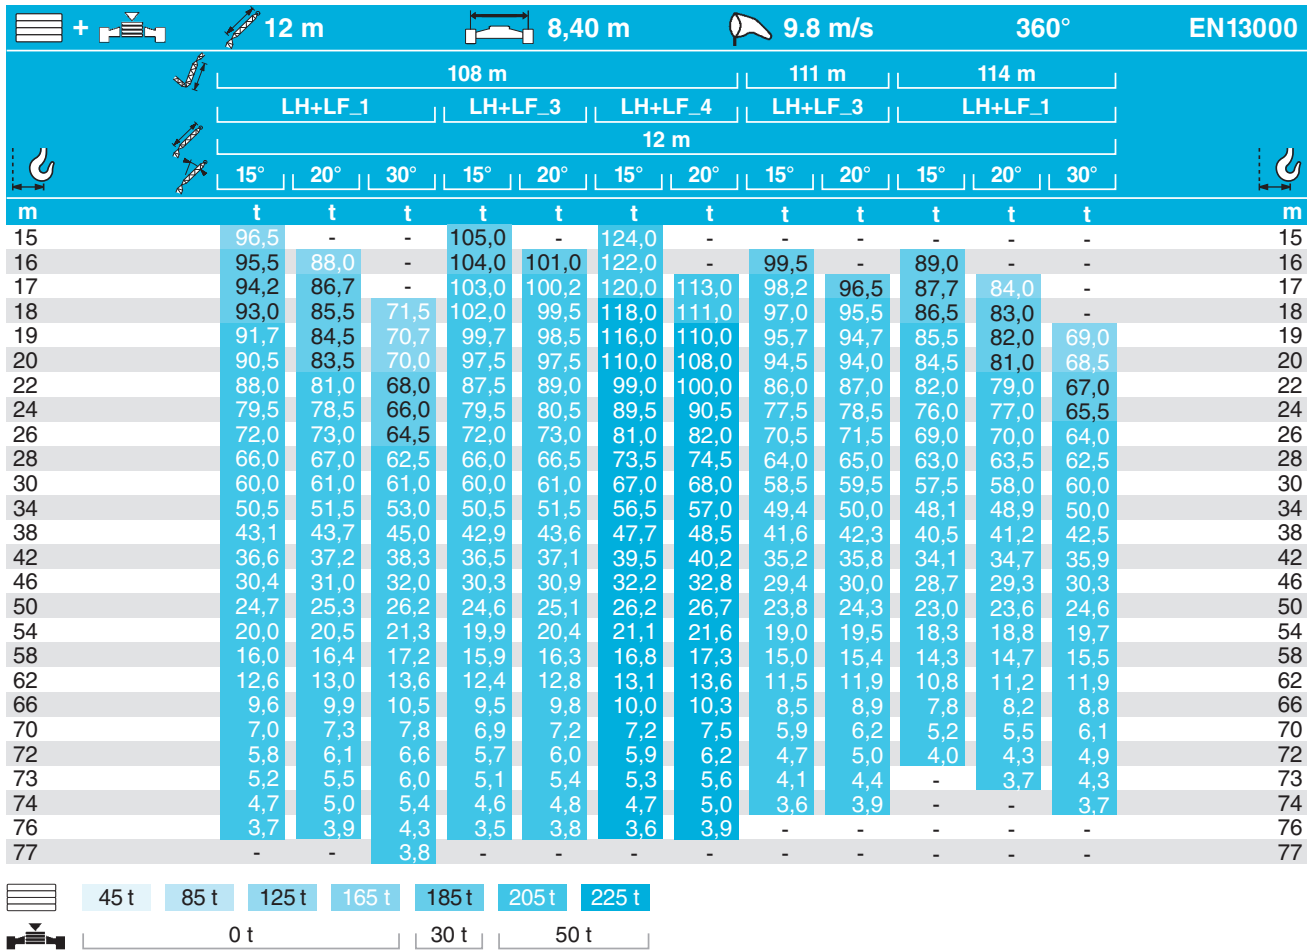 + 12 m 8,40 m 9.8 m/s 360° EN13000
108 m 111 m 114 m
LH+LF_1 LH+LF_3 LH+LF_4 LH+LF_3 LH+LF_1
12 m
15° 20° 30° 15° 20° 15° 20° 15° 20° 15° 20° 30°
m t t t t t t t t t t t t m
15 96,5 - - 105,0 - 124,0 - - - - - - 15
16 95,5 88,0 - 104,0 101,0 122,0 - 99,5 - 89,0 - - 16
17 94,2 86,7 - 103,0 100,2 120,0 113,0 98,2 96,5 87,7 84,0 - 17
18 93,0 85,5 71,5 102,0 99,5 118,0 111,0 97,0 95,5 86,5 83,0 - 18
19 91,7 84,5 70,7 99,7 98,5 116,0 110,0 95,7 94,7 85,5 82,0 69,0 19
20 90,5 83,5 70,0 97,5 97,5 110,0 108,0 94,5 94,0 84,5 81,0 68,5 20
22 88,0 81,0 68,0 87,5 89,0 99,0 100,0 86,0 87,0 82,0 79,0 67,0 22
24 79,5 78,5 66,0 79,5 80,5 89,5 90,5 77,5 78,5 76,0 77,0 65,5 24
26 72,0 73,0 64,5 72,0 73,0 81,0 82,0 70,5 71,5 69,0 70,0 64,0 26
28 66,0 67,0 62,5 66,0 66,5 73,5 74,5 64,0 65,0 63,0 63,5 62,5 28
30 60,0 61,0 61,0 60,0 61,0 67,0 68,0 58,5 59,5 57,5 58,0 60,0 30
34 50,5 51,5 53,0 50,5 51,5 56,5 57,0 49,4 50,0 48,1 48,9 50,0 34
38 43,1 43,7 45,0 42,9 43,6 47,7 48,5 41,6 42,3 40,5 41,2 42,5 38
42 36,6 37,2 38,3 36,5 37,1 39,5 40,2 35,2 35,8 34,1 34,7 35,9 42
46 30,4 31,0 32,0 30,3 30,9 32,2 32,8 29,4 30,0 28,7 29,3 30,3 46
50 24,7 25,3 26,2 24,6 25,1 26,2 26,7 23,8 24,3 23,0 23,6 24,6 50
54 20,0 20,5 21,3 19,9 20,4 21,1 21,6 19,0 19,5 18,3 18,8 19,7 54
58 16,0 16,4 17,2 15,9 16,3 16,8 17,3 15,0 15,4 14,3 14,7 15,5 58
62 12,6 13,0 13,6 12,4 12,8 13,1 13,6 11,5 11,9 10,8 11,2 11,9 62
66 9,6 9,9 10,5 9,5 9,8 10,0 10,3 8,5 8,9 7,8 8,2 8,8 66
70 7,0 7,3 7,8 6,9 7,2 7,2 7,5 5,9 6,2 5,2 5,5 6,1 70
72 5,8 6,1 6,6 5,7 6,0 5,9 6,2 4,7 5,0 4,0 4,3 4,9 72
73 5,2 5,5 6,0 5,1 5,4 5,3 5,6 4,1 4,4 - 3,7 4,3 73
74 4,7 5,0 5,4 4,6 4,8 4,7 5,0 3,6 3,9 - - 3,7 74
76 3,7 3,9 4,3 3,5 3,8 3,6 3,9 - - - - - 76
77 - - 3,8 - - - - - - - - - 77
45 t 85 t 125 t 165 t 185 t 205 t 225 t
0 t 30 t 50 t